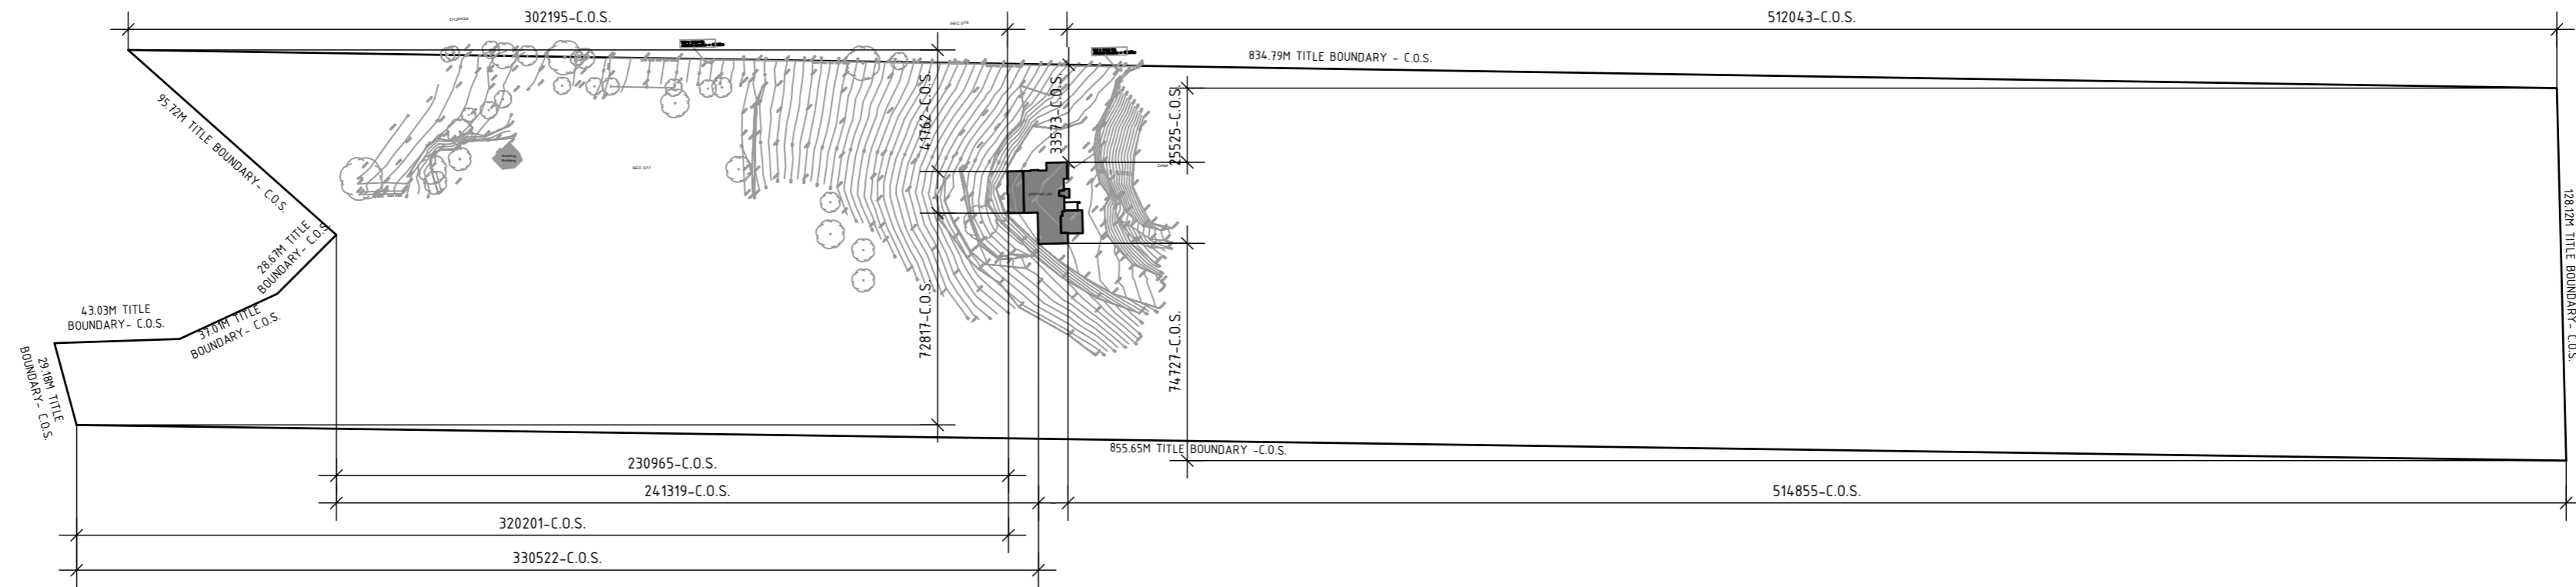 302195-C.O.S.
512043-C.O.S.
834.79M TITLE BOUNDARY - C.O.S.
95.72M TITLE BOUNDARY- C.O.S.
41762-C.O.S.
33573-C.O.S.
25525-C.O.S.
128.12M TITLE BOUNDARY- C.O.S.
SEC 577
28.67M TITLE
BOUNDARY- C.O.S.
43.03M TITLE
BOUNDARY- C.O.S.
37.01M TITLE
BOUNDARY- C.O.S.
29.18M TITLE
BOUNDARY- C.O.S.
72817-C.O.S.
74727-C.O.S.
855.65M TITLE BOUNDARY -C.O.S.
230965-C.O.S.
241319-C.O.S.
514855-C.O.S.
320201-C.O.S.
330522-C.O.S.